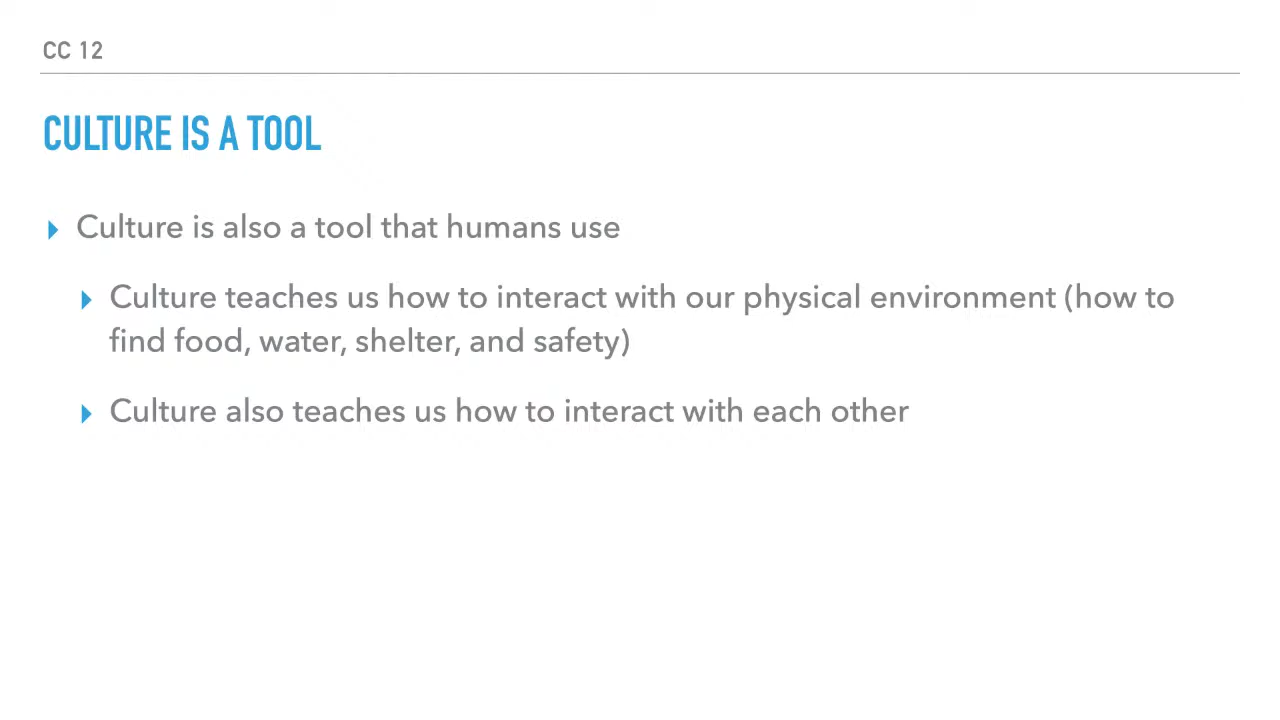 CC 12
CULTURE IS A TOOL
Culture is also a tool that humans use
Culture teaches us how to interact with our physical environment (how to
find food, water, shelter, and safety)
Culture also teaches us how to interact with each other